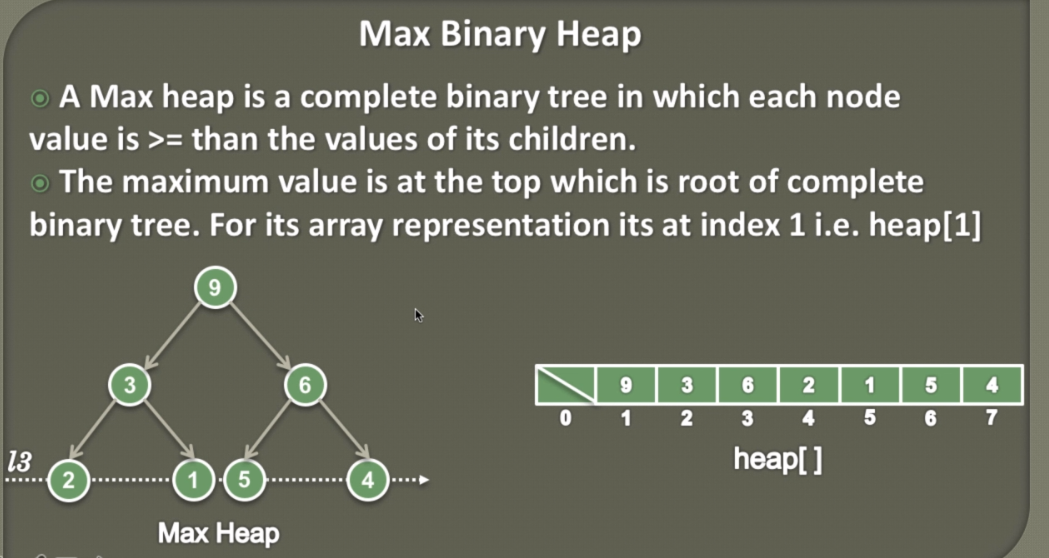 Max Binary Heap
A Max heap is a complete binary tree in which each node
value is >= than the values of its children.
The maximum value is at the top which is root of complete
binary tree. For its array representation its at index 1 i.e. heap[1]
9
3 6
l3
2 1 5 4
Max Heap
9 3 6 2 1 5 4
0 1 2 3 4 5 6 7
heap[ ]